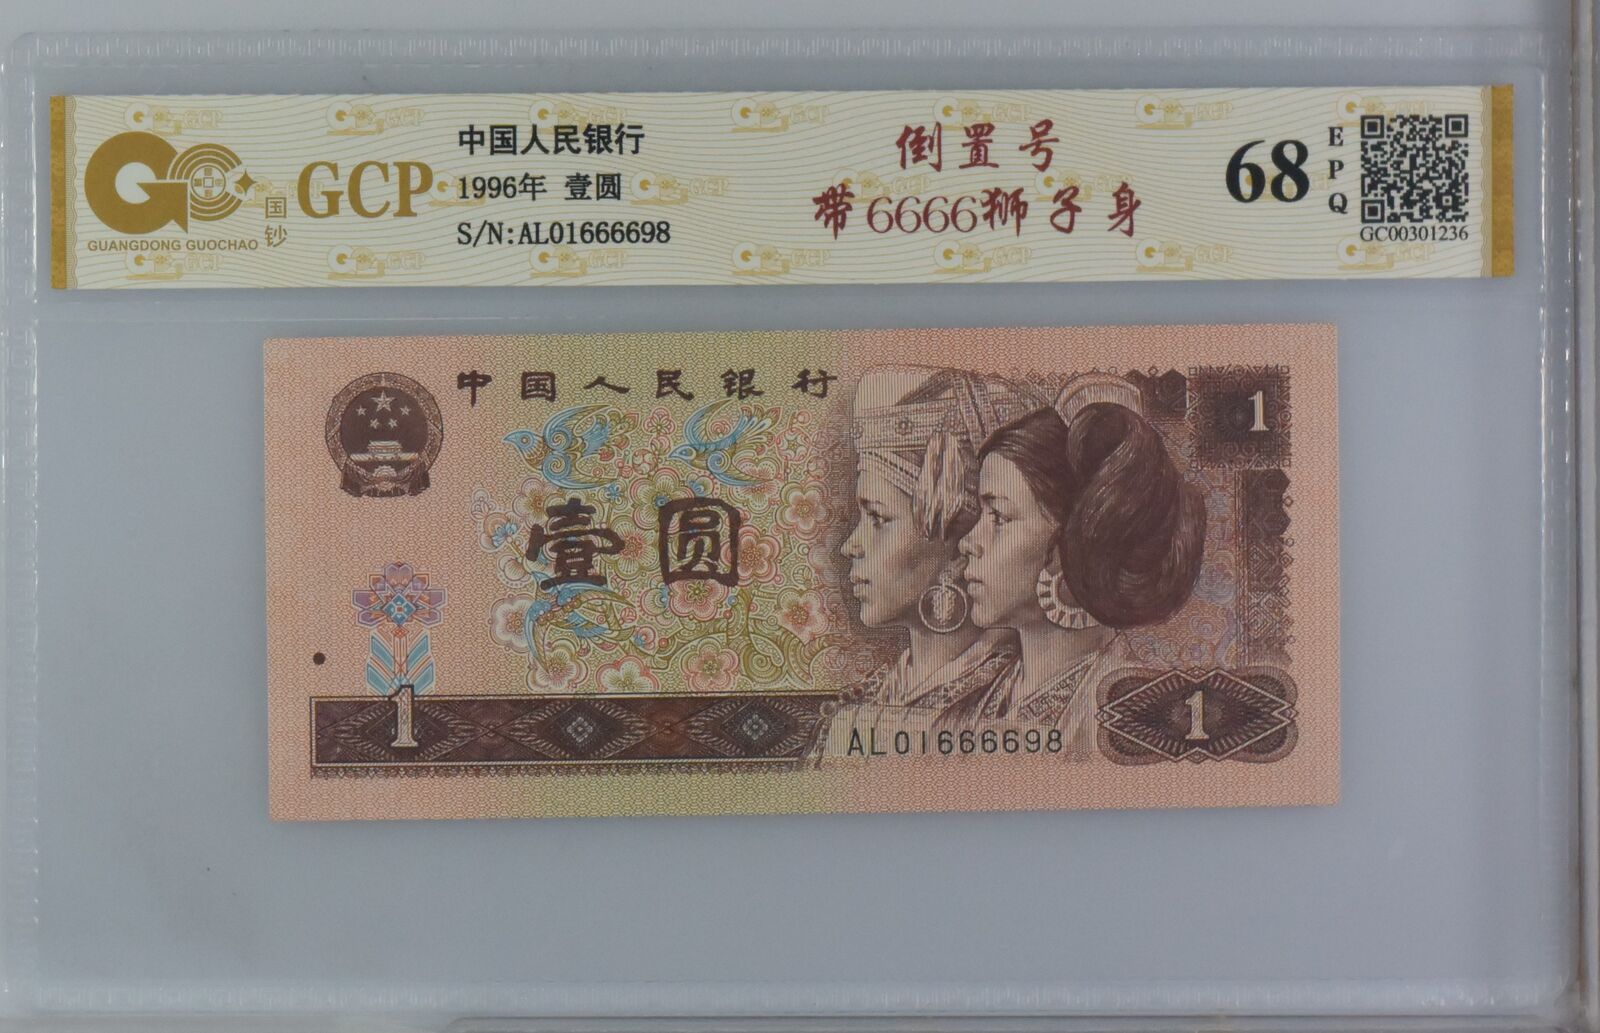 GCP
国钞
GUANGDONG GUOCHAO
中国人民银行
1996年 壹圆
S/N:AL01666698
倒置号
带6666狮子身
68
EPQ
GC00301236
中国人民银行
1
壹圆
1
AL01666698
1